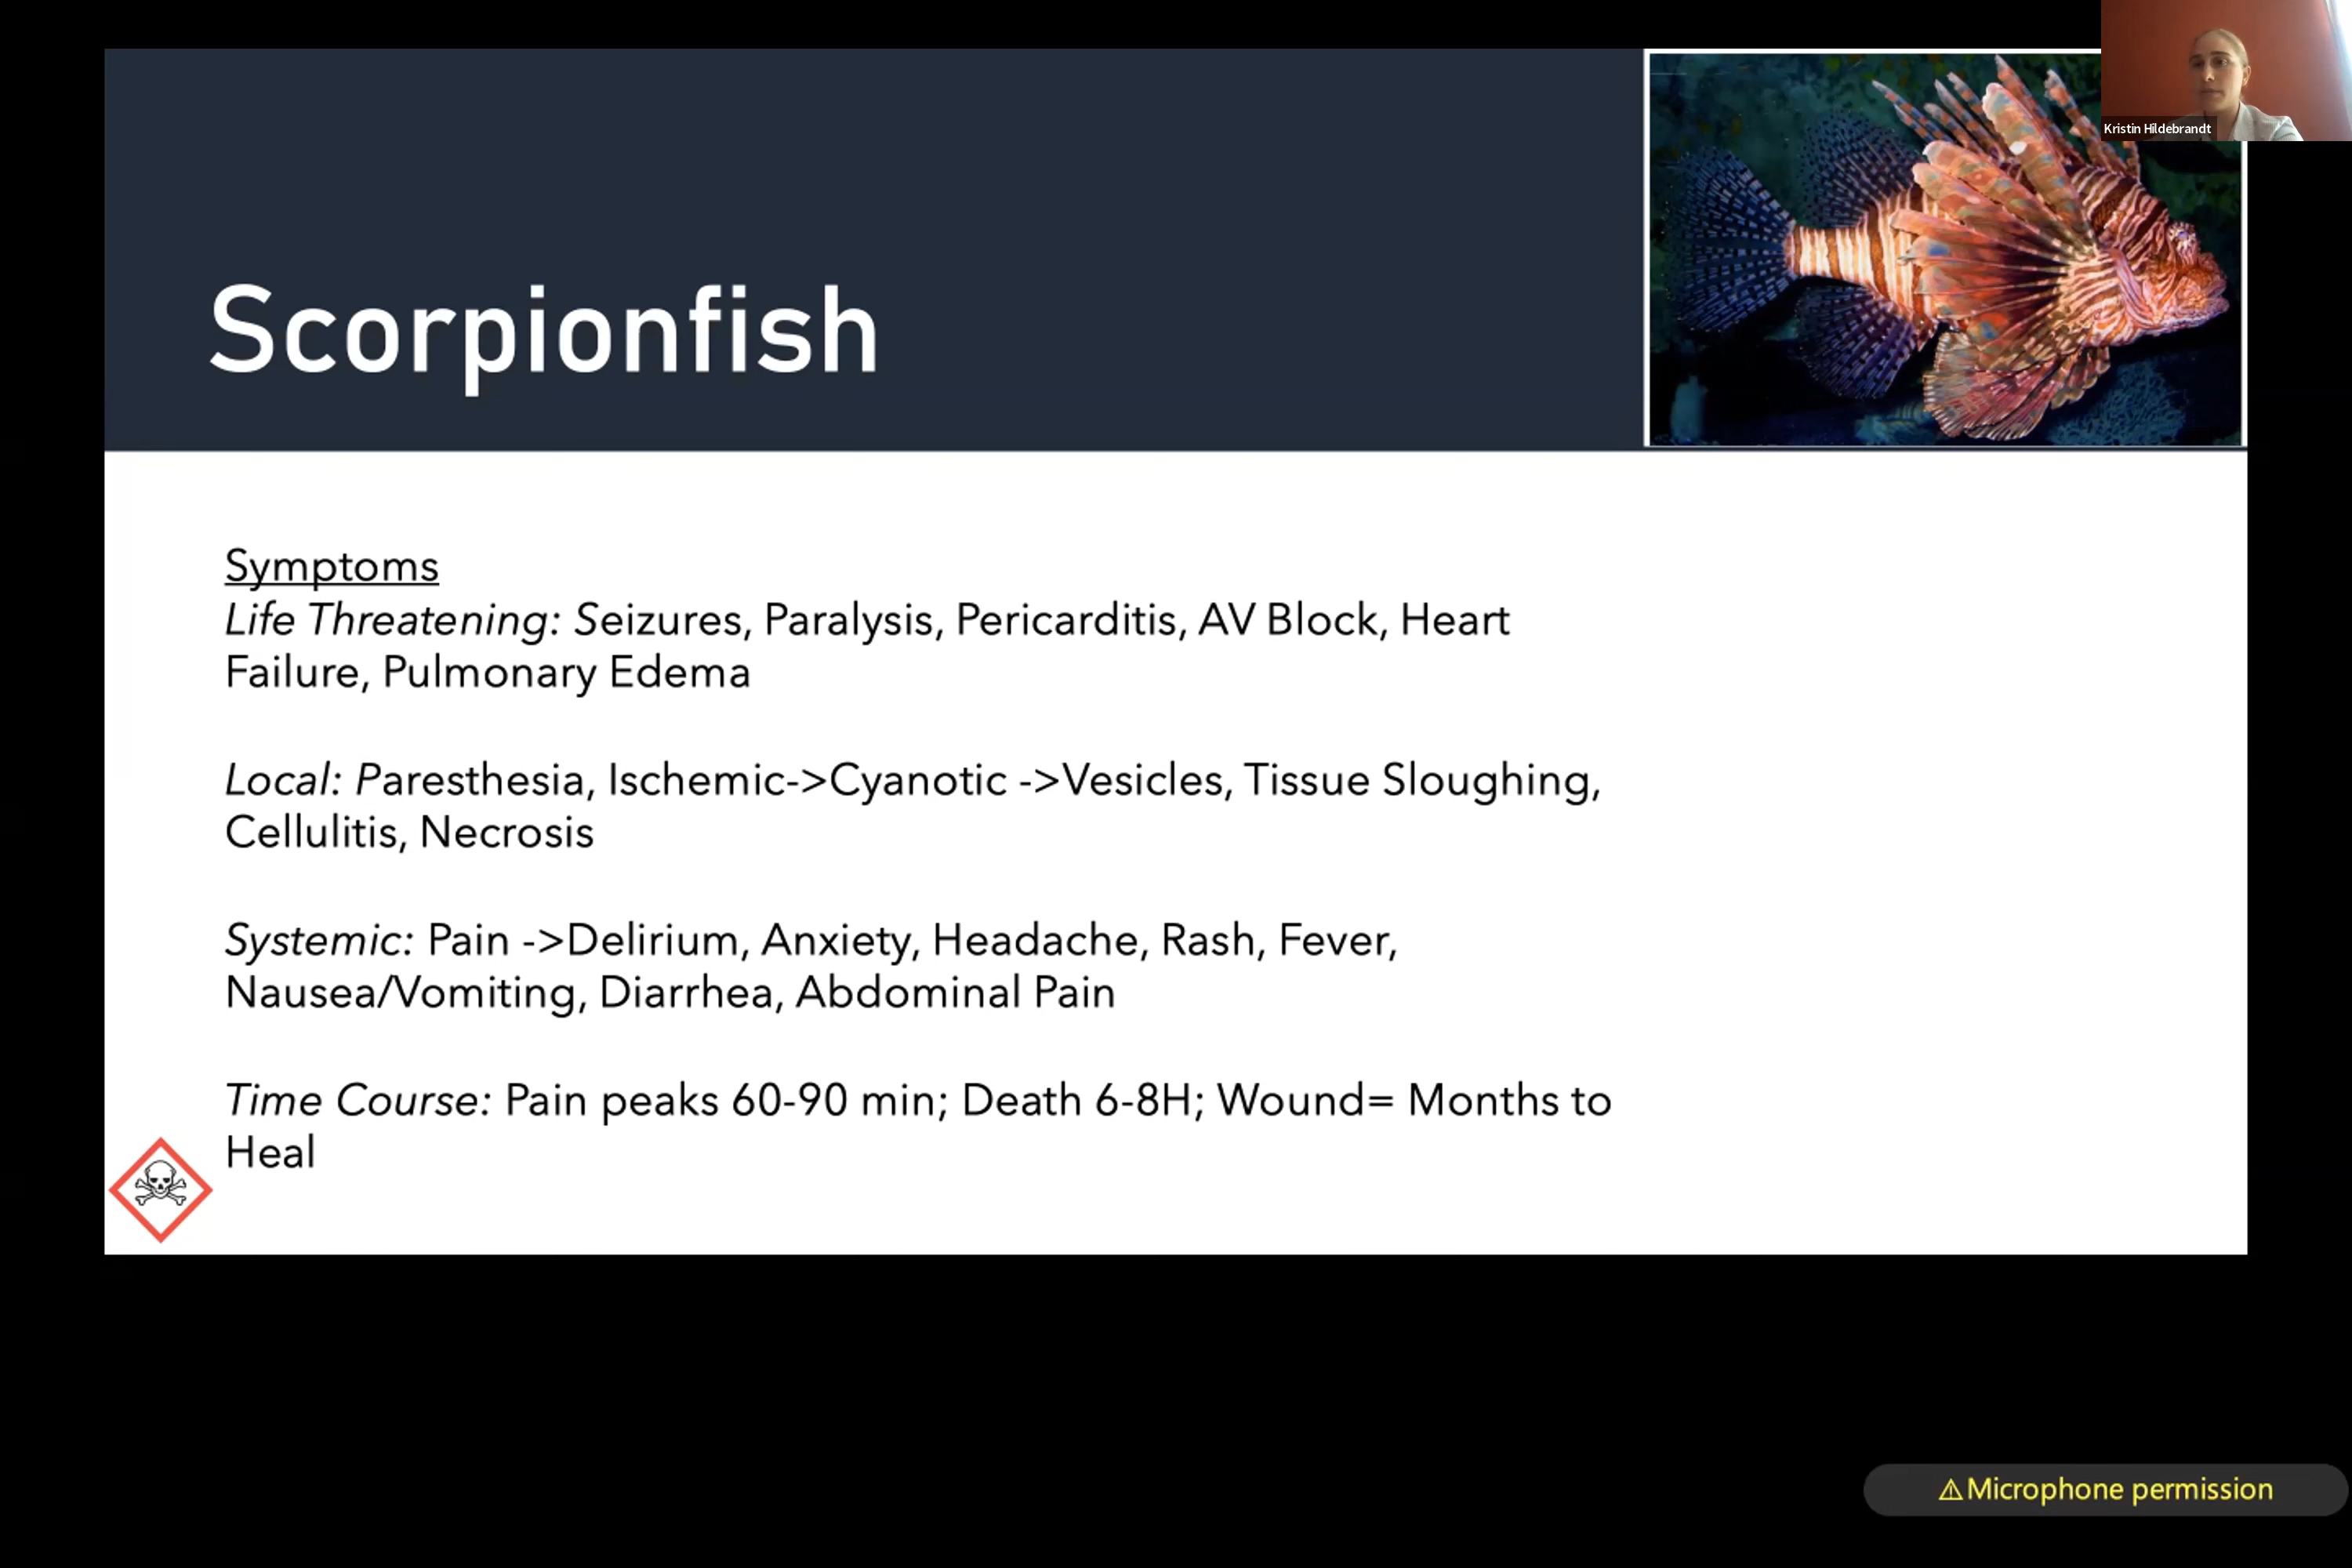 Kristin Hildebrandt
Scorpionfish
Symptoms
Life Threatening: Seizures, Paralysis, Pericarditis, AV Block, Heart
Failure, Pulmonary Edema
Local: Paresthesia, Ischemic->Cyanotic ->Vesicles, Tissue Sloughing,
Cellulitis, Necrosis
Systemic: Pain ->Delirium, Anxiety, Headache, Rash, Fever,
Nausea/Vomiting, Diarrhea, Abdominal Pain
Time Course: Pain peaks 60-90 min; Death 6-8H; Wound= Months to
Heal
⚠Microphone permission